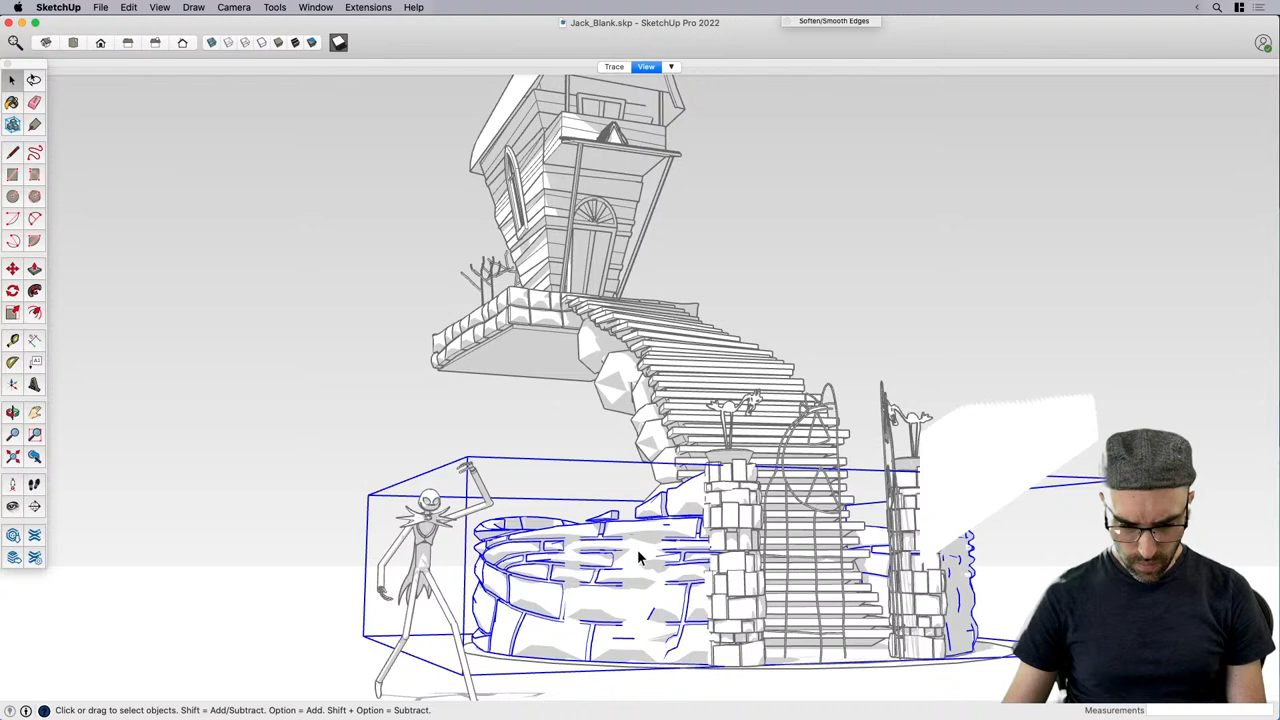 SketchUp File Edit View Draw Camera Tools Window Extensions Help
Jack_Blank.skp - SketchUp Pro 2022
Soften/Smooth Edges
Trace View ▼
A1
Click or drag to select objects. Shift = Add/Subtract. Option = Add. Shift + Option = Subtract.
Measurements